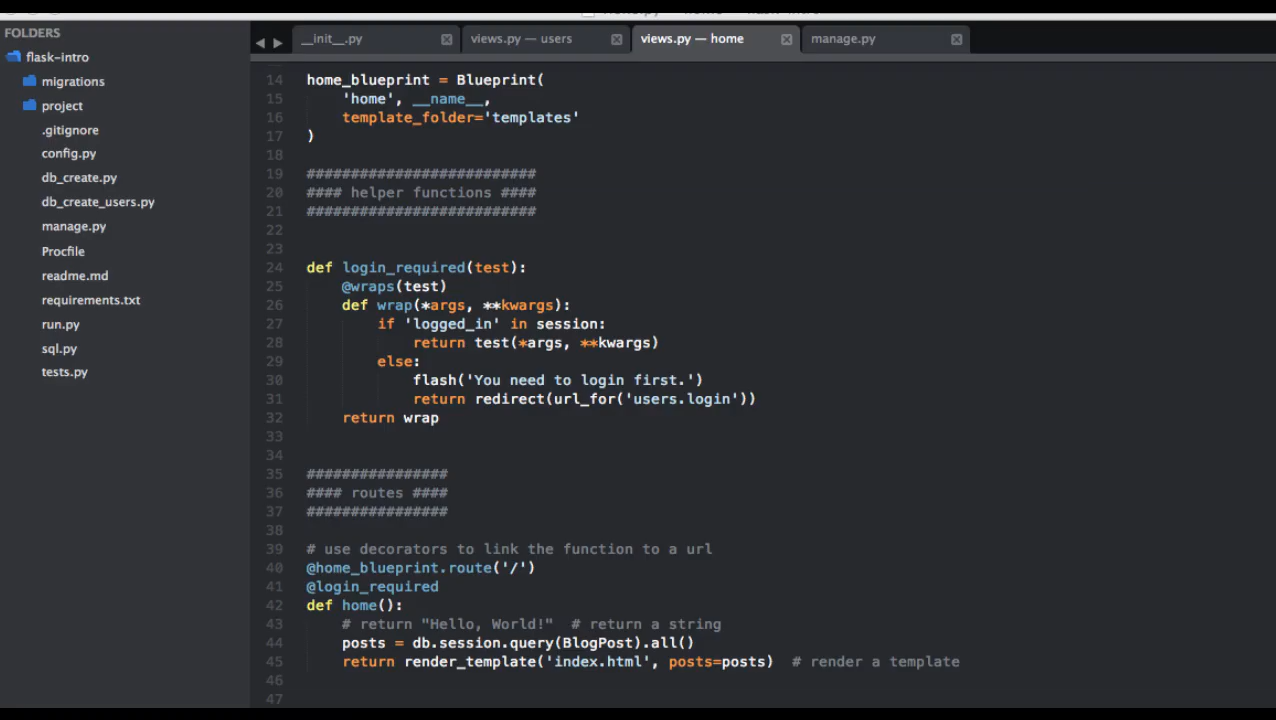 FOLDERS
flask-intro
migrations
project
.gitignore
config.py
db_create.py
db_create_users.py
manage.py
Procfile
readme.md
requirements.txt
run.py
sql.py
tests.py
__init__.py
views.py — users
views.py — home
manage.py
14 home_blueprint = Blueprint(
15     'home', __name__,
16     template_folder='templates'
17 )
18
19 ##########################
20 #### helper functions ####
21 ##########################
22
23
24 def login_required(test):
25     @wraps(test)
26     def wrap(*args, **kwargs):
27         if 'logged_in' in session:
28             return test(*args, **kwargs)
29         else:
30             flash('You need to login first.')
31             return redirect(url_for('users.login'))
32     return wrap
33
34
35 ################
36 #### routes ####
37 ################
38
39 # use decorators to link the function to a url
40 @home_blueprint.route('/')
41 @login_required
42 def home():
43     # return "Hello, World!"  # return a string
44     posts = db.session.query(BlogPost).all()
45     return render_template('index.html', posts=posts)  # render a template
46
47